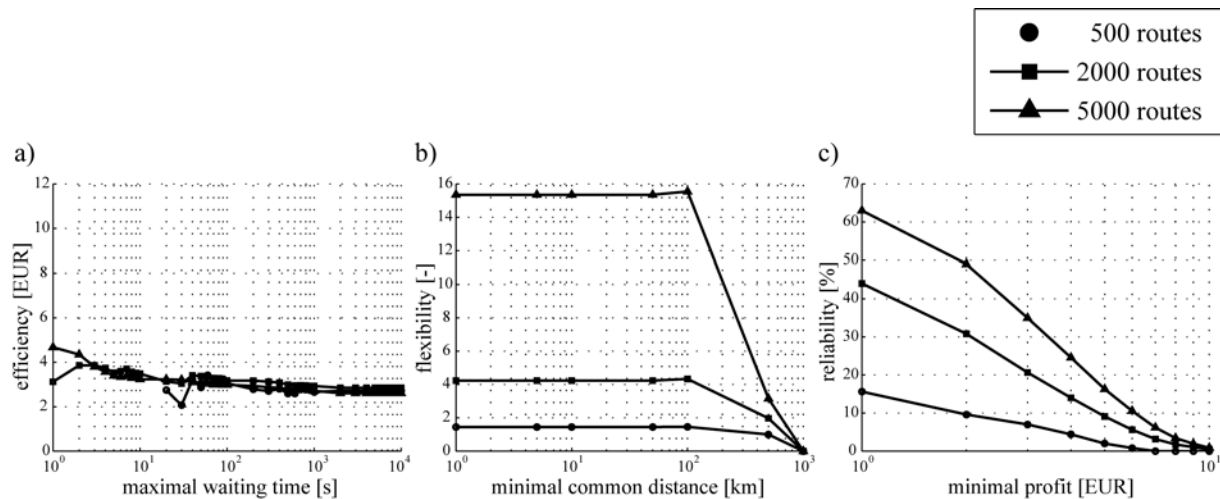 500 routes
2000 routes
5000 routes
a)
b)
c)
12
10
8
6
4
2
0
efficiency [EUR]
10^0
10^1
10^2
10^3
10^4
maximal waiting time [s]
16
14
12
10
8
6
4
2
0
flexibility [-]
10^0
10^1
10^2
10^3
minimal common distance [km]
70
60
50
40
30
20
10
0
reliability [%]
10^0
10^1
minimal profit [EUR]